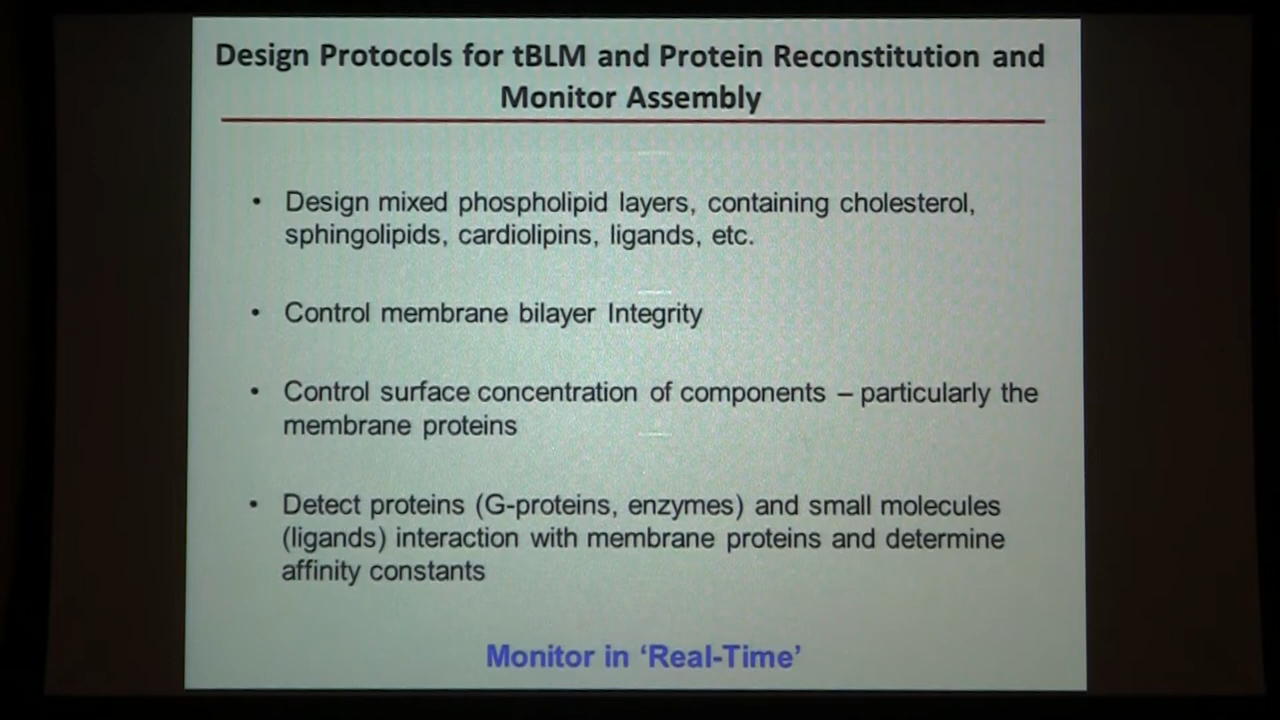 Design Protocols for tBLM and Protein Reconstitution and
Monitor Assembly
• Design mixed phospholipid layers, containing cholesterol,
sphingolipids, cardiolipins, ligands, etc.
• Control membrane bilayer Integrity
• Control surface concentration of components – particularly the
membrane proteins
• Detect proteins (G-proteins, enzymes) and small molecules
(ligands) interaction with membrane proteins and determine
affinity constants
Monitor in ‘Real-Time’